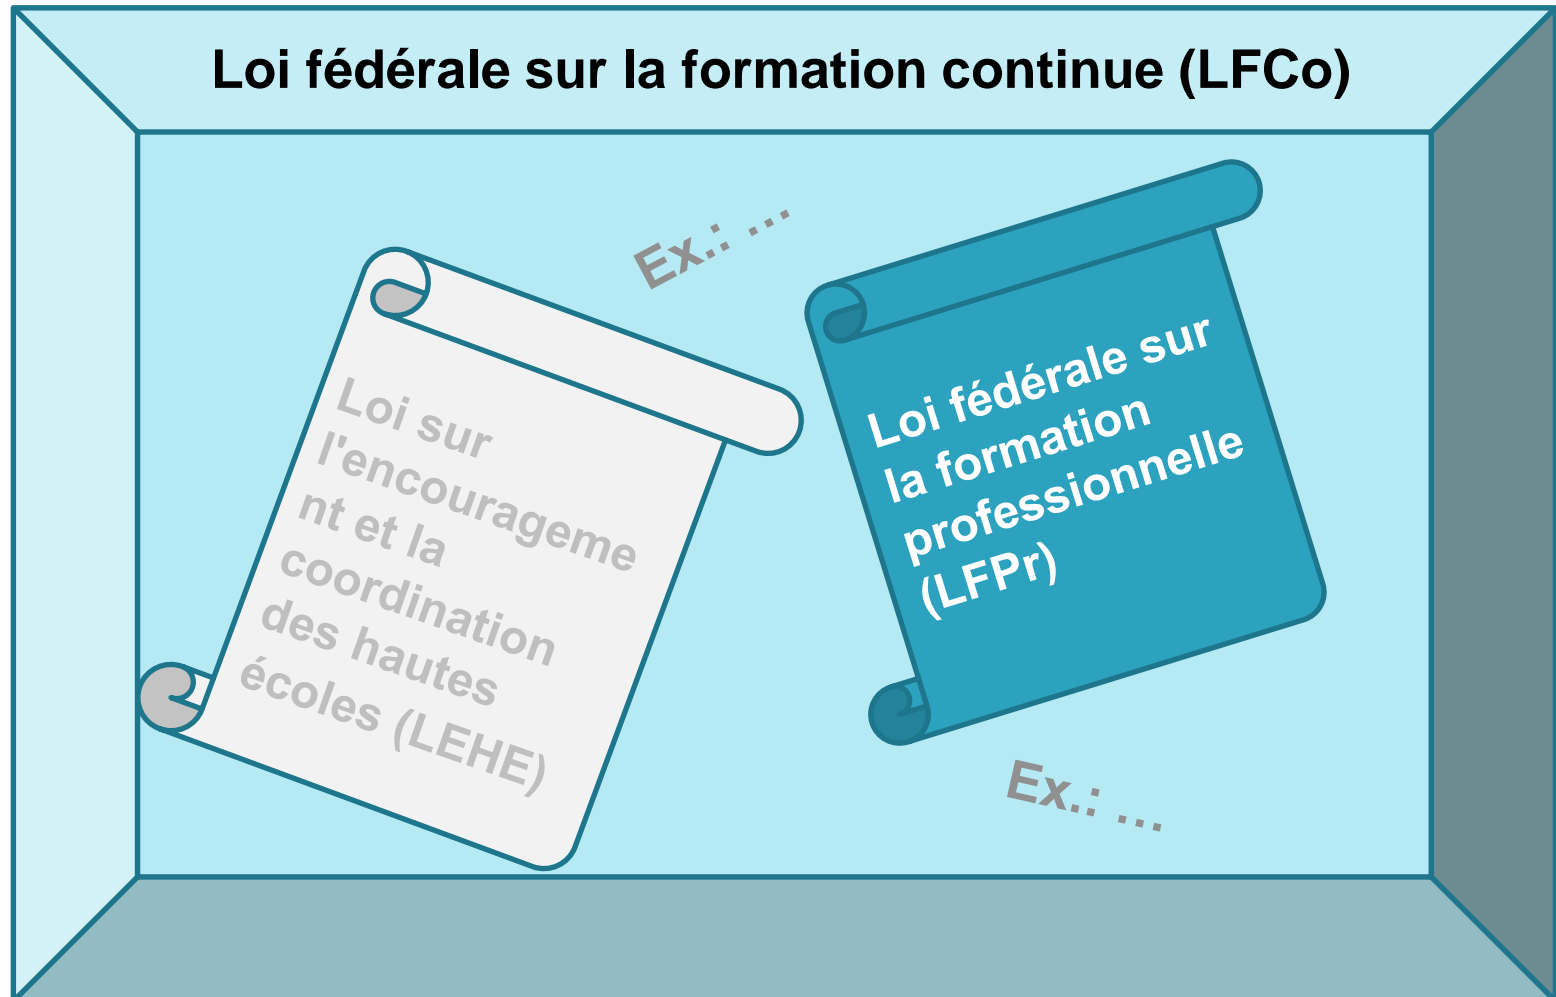 Loi fédérale sur la formation continue (LFCo)
Ex.: ...
Loi sur
l'encourageme
nt et la
coordination
des hautes
écoles (LEHE)
Loi fédérale sur
la formation
professionnelle
(LFPr)
Ex.: ...